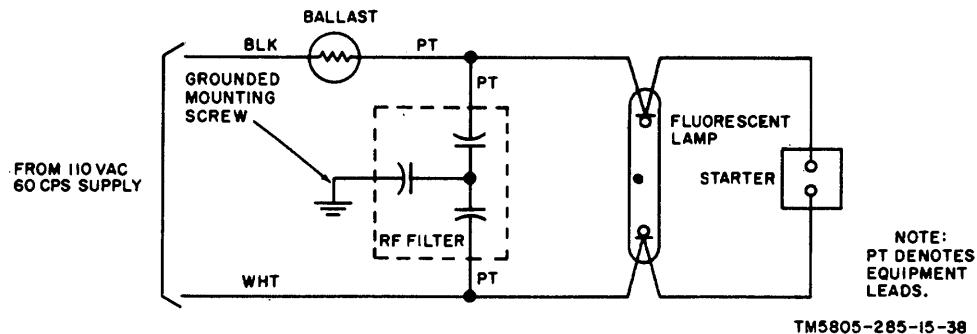 BALLAST
BLK
PT
GROUNDED
MOUNTING
SCREW
PT
FROM 110 VAC
60 CPS SUPPLY
FLUORESCENT
LAMP
STARTER
RF FILTER
WHT
PT
NOTE:
PT DENOTES
EQUIPMENT
LEADS.
TM5805-285-15-38